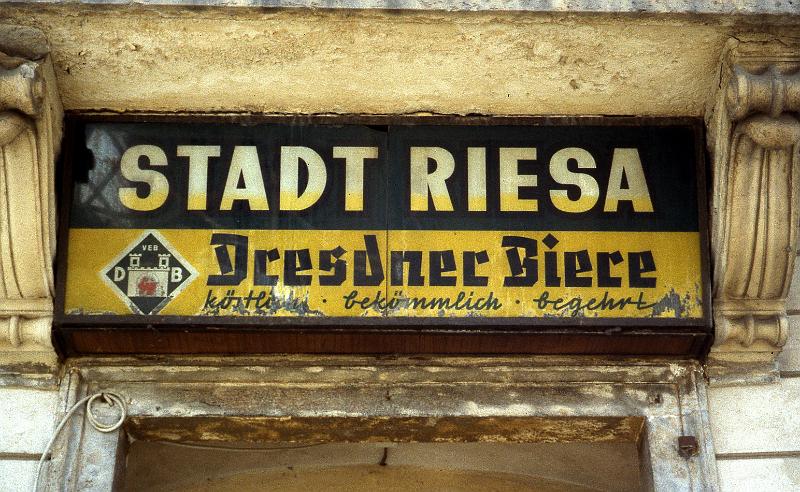 STADT RIESA
VEB
D B
Dresdner Biere
köstlich · bekömmlich · begehrt